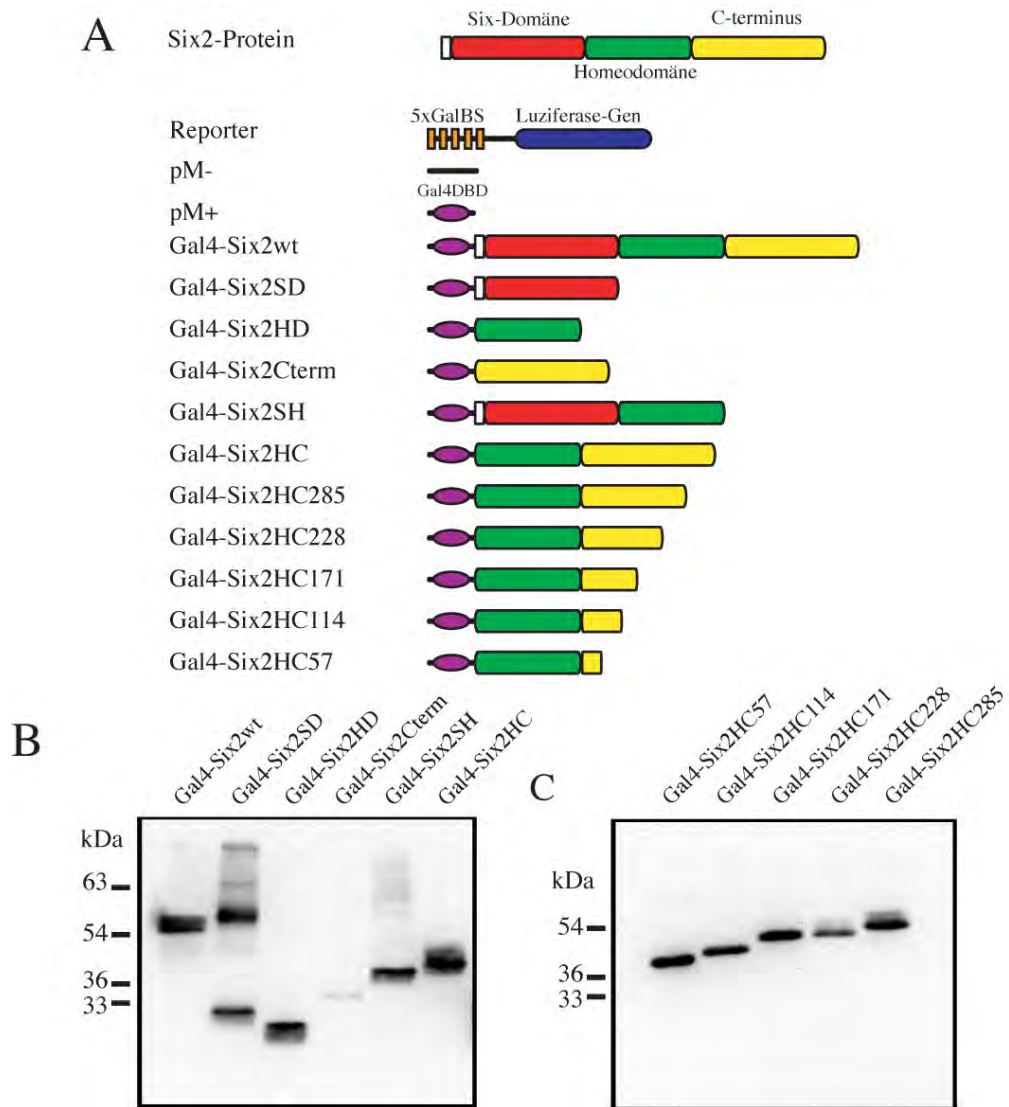 A
Six2-Protein
Six-Domäne
C-terminus
Homeodomäne
Reporter
5xGalBS
Luziferase-Gen
pM-
Gal4DBD
pM+
Gal4-Six2wt
Gal4-Six2SD
Gal4-Six2HD
Gal4-Six2Cterm
Gal4-Six2SH
Gal4-Six2HC
Gal4-Six2HC285
Gal4-Six2HC228
Gal4-Six2HC171
Gal4-Six2HC114
Gal4-Six2HC57
B
Gal4-Six2wt
Gal4-Six2SD
Gal4-Six2HD
Gal4-Six2Cterm
Gal4-Six2SH
Gal4-Six2HC
kDa
63
54
36
33
C
Gal4-Six2HC57
Gal4-Six2HC114
Gal4-Six2HC171
Gal4-Six2HC228
Gal4-Six2HC285
kDa
54
36
33